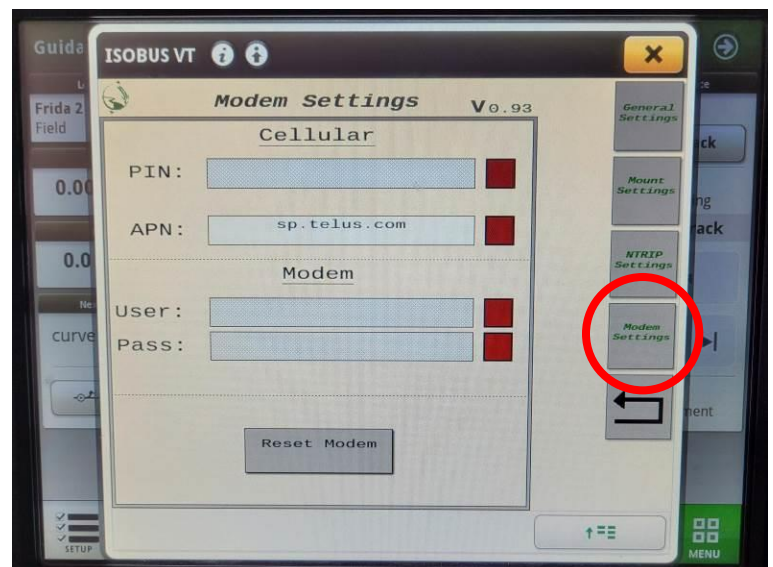 Guida
ISOBUS VT
Frida 2
Field
Modem Settings V0.93
General
Settings
Cellular
ack
PIN:
Mount
Settings
0.00
ng
APN: sp.telus.com
ack
0.0
NTRIP
Settings
Modem
User:
Modem
Settings
curve
Pass:
ment
Reset Modem
SETUP
MENU